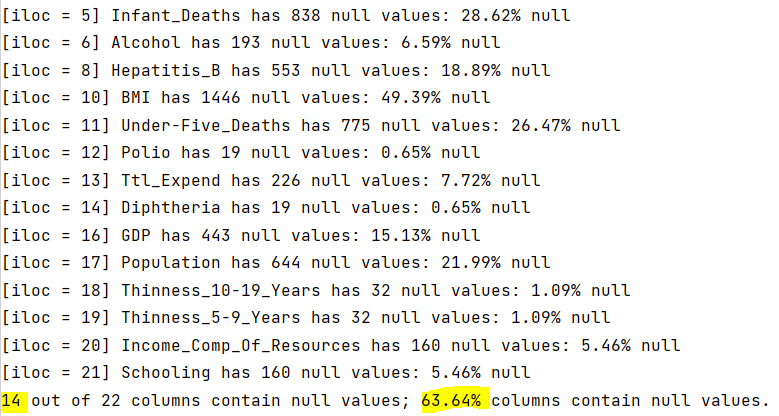 [iloc = 5] Infant_Deaths has 838 null values: 28.62% null
[iloc = 6] Alcohol has 193 null values: 6.59% null
[iloc = 8] Hepatitis_B has 553 null values: 18.89% null
[iloc = 10] BMI has 1446 null values: 49.39% null
[iloc = 11] Under-Five_Deaths has 775 null values: 26.47% null
[iloc = 12] Polio has 19 null values: 0.65% null
[iloc = 13] Ttl_Expend has 226 null values: 7.72% null
[iloc = 14] Diphtheria has 19 null values: 0.65% null
[iloc = 16] GDP has 443 null values: 15.13% null
[iloc = 17] Population has 644 null values: 21.99% null
[iloc = 18] Thinness_10-19_Years has 32 null values: 1.09% null
[iloc = 19] Thinness_5-9_Years has 32 null values: 1.09% null
[iloc = 20] Income_Comp_Of_Resources has 160 null values: 5.46% null
[iloc = 21] Schooling has 160 null values: 5.46% null
14 out of 22 columns contain null values; 63.64% columns contain null values.